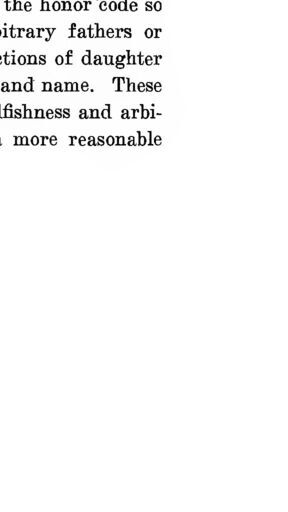 the honor code so
bitrary fathers or
ctions of daughter
and name. These
lfishness and arbi-
more reasonable